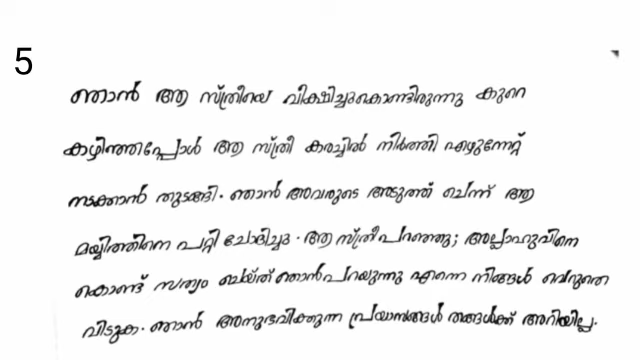 5
ഞാൻ ആ സ്ത്രീയെ വീക്ഷിച്ചുകൊണ്ടിരുന്നു കുറെ
കഴിഞ്ഞപ്പോൾ ആ സ്ത്രീ കരച്ചിൽ നിർത്തി എഴുന്നേറ്റ്
നടക്കാൻ തുടങ്ങി. ഞാൻ അവരുടെ അടുത്ത് ചെന്ന് ആ
മയ്യിത്തിനെ പറ്റി ചോദിച്ചു. ആ സ്ത്രീ പറഞ്ഞു; അല്ലാഹുവിനെ
കൊണ്ട് സത്യം ചെയ്ത് ഞാൻ പറയുന്നു എന്നെ നിങ്ങൾ വെറുതെ
വിടുക. ഞാൻ അനുഭവിക്കുന്ന പ്രയാസങ്ങൾ തങ്ങൾക്ക് അറിയില്ല.